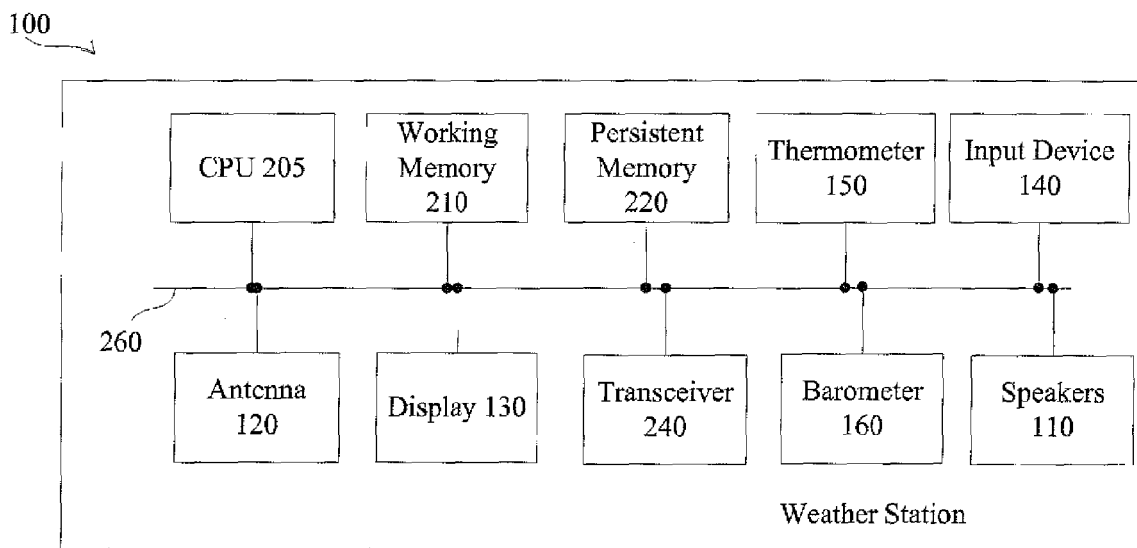 100
CPU 205
Working
Memory
210
Persistent
Memory
220
Thermometer
150
Input Device
140
260
Antenna
120
Display 130
Transceiver
240
Barometer
160
Speakers
110
Weather Station